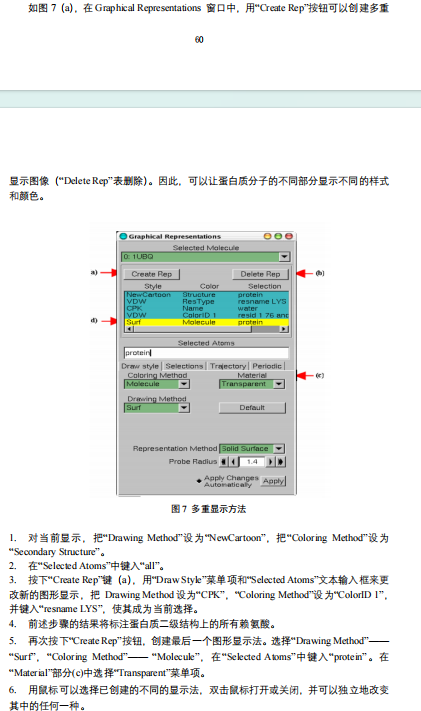 如图 7（a），在 Graphical Representations 窗口中，用“Create Rep”按钮可以创建多重
60
显示图像（“Delete Rep”表删除）。因此，可以让蛋白质分子的不同部分显示不同的样式
和颜色。
Graphical Representations
Selected Molecule
0: 1UBQ
a)
Create Rep
Delete Rep
(b)
Style Color Selection
NewCartoon Structure protein
VDW ResType resname LYS
CPK Name water
VDW ColorID 1 resid 1 76 and
d)
Surf Molecule protein
Selected Atoms
protein
Draw style Selections Trajectory Periodic
(c)
Coloring Method Material
Molecule Transparent
Drawing Method
Surf Default
Representation Method Solid Surface
Probe Radius 1.4
Apply Changes
Automatically Apply
图 7 多重显示方法
1. 对当前显示，把“Drawing Method”设为“NewCartoon”，把“Coloring Method”设为
“Secondary Structure”。
2. 在“Selected Atoms”中键入“all”。
3. 按下“Create Rep”键（a），用“Draw Style”菜单项和“Selected Atoms”文本输入框来更
改新的图形显示，把 Drawing Method 设为“CPK”，“Coloring Method”设为“ColorID 1”，
并键入“resname LYS”，使其成为当前选择。
4. 前述步骤的结果将标注蛋白质二级结构上的所有赖氨酸。
5. 再次按下“Create Rep”按钮，创建最后一个图形显示法。选择“Drawing Method”——
“Surf”，“Coloring Method”—— “Molecule”，在“Selected Atoms”中键入“protein”。在
“Material”部分(c)中选择“Transparent”菜单项。
6. 用鼠标可以选择已创建的不同的显示法，双击鼠标打开或关闭，并可以独立地改变
其中的任何一种。